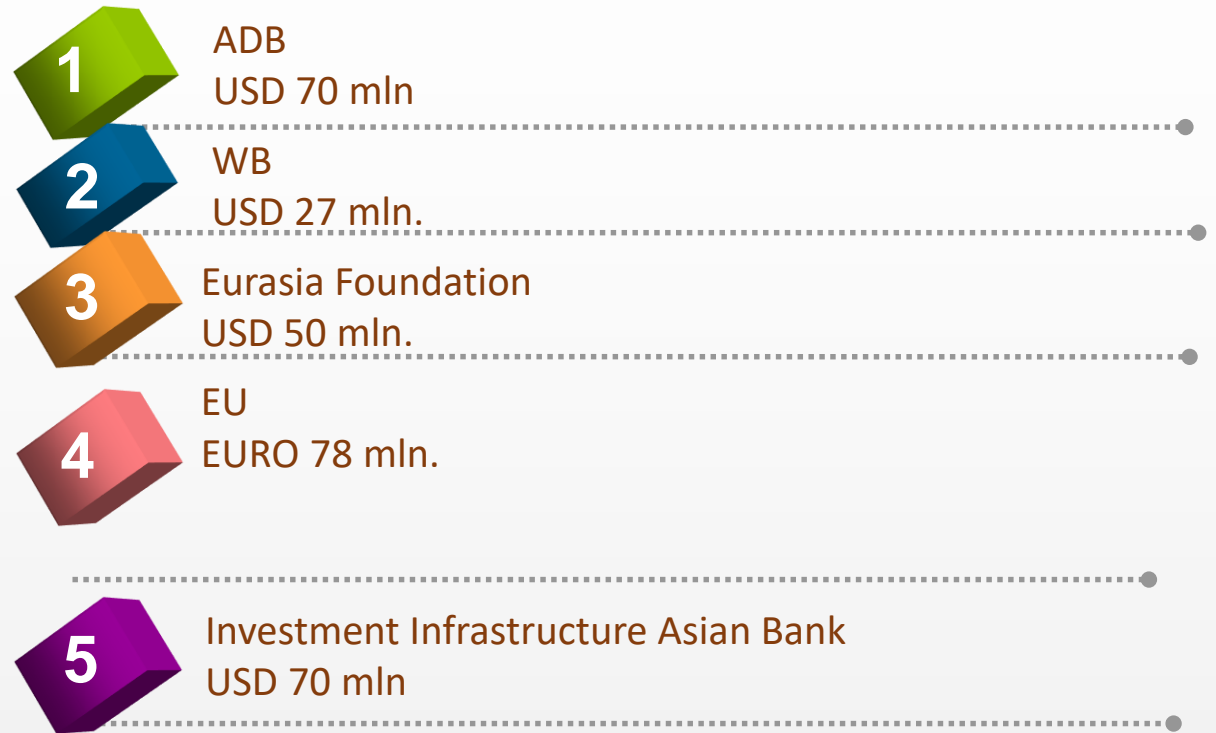 1
ADB
USD 70 mln
2
WB
USD 27 mln.
3
Eurasia Foundation
USD 50 mln.
4
EU
EURO 78 mln.
5
Investment Infrastructure Asian Bank
USD 70 mln